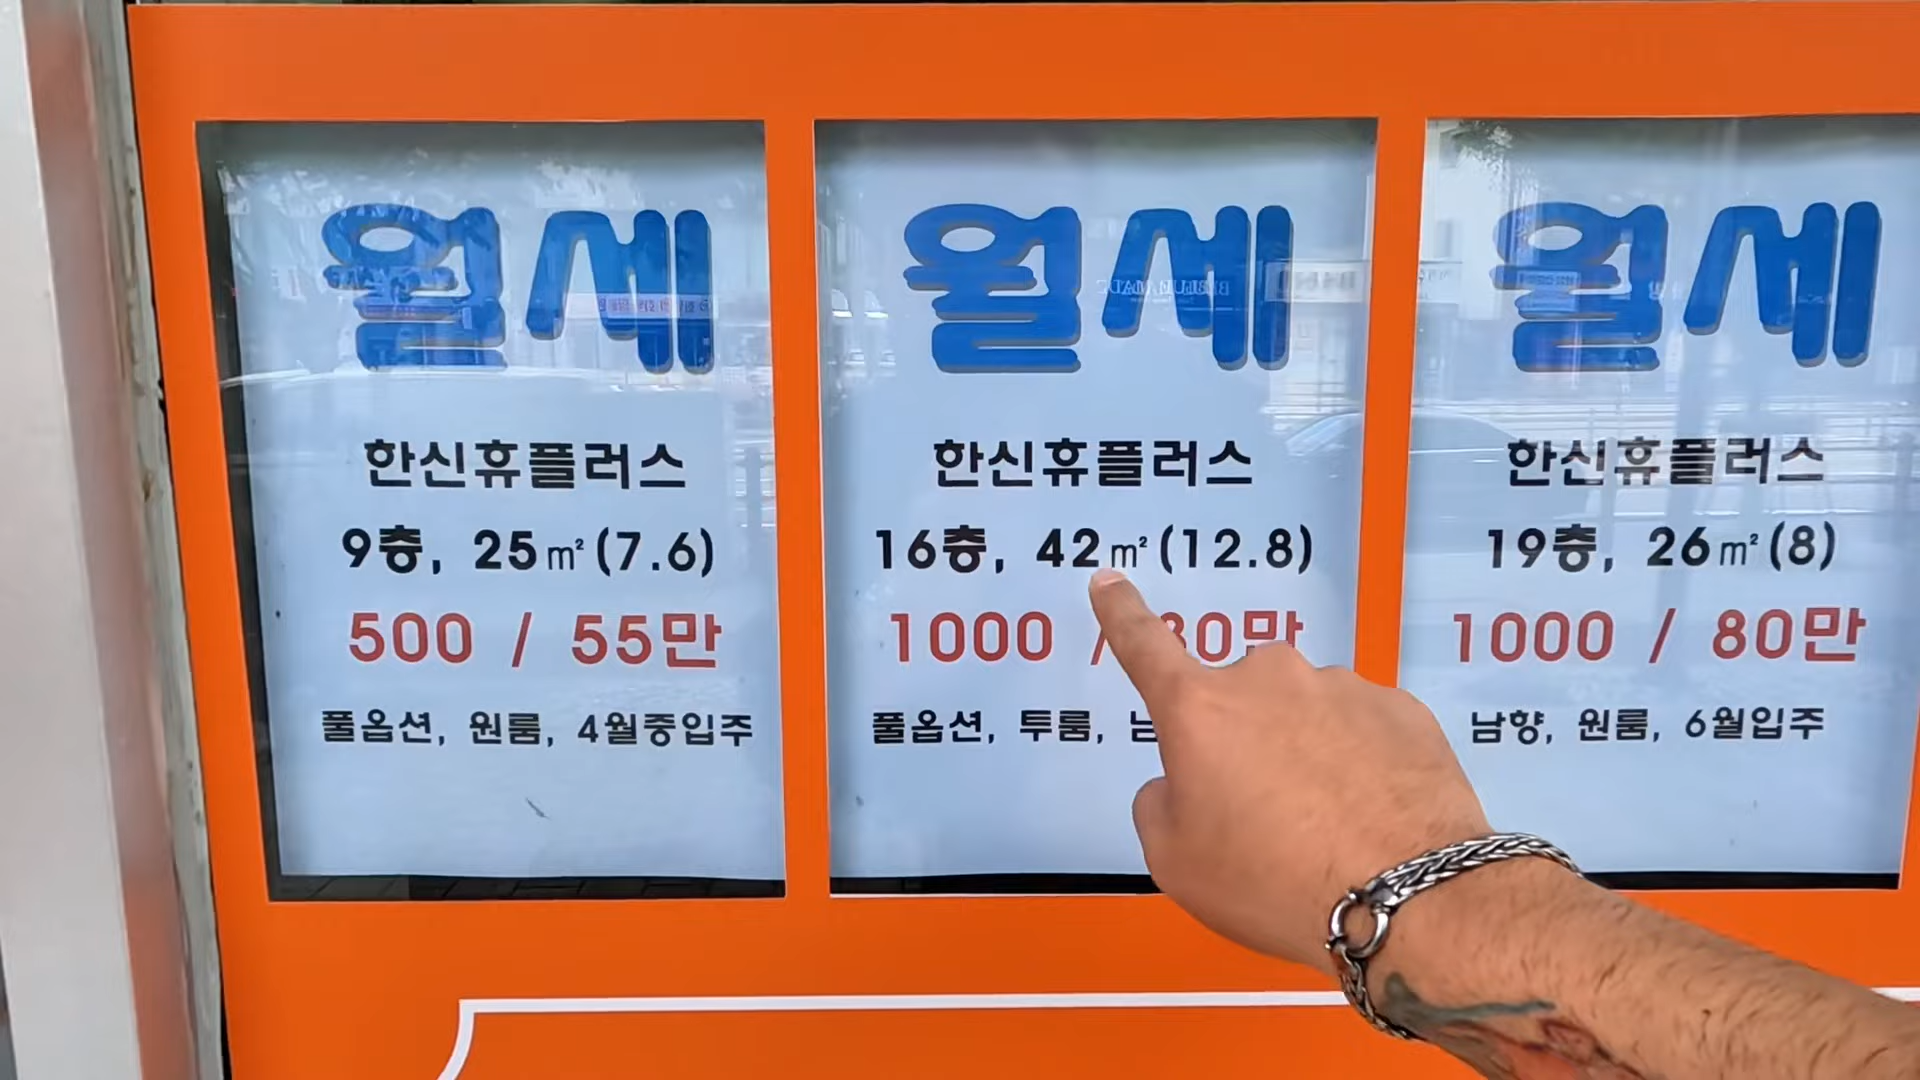 월세
한신휴플러스
9층, 25㎡(7.6)
500 / 55만
풀옵션, 원룸, 4월중입주
월세
한신휴플러스
16층, 42㎡(12.8)
1000 / 80만
풀옵션, 투룸,
월세
한신휴플러스
19층, 26㎡(8)
1000 / 80만
남향, 원룸, 6월입주